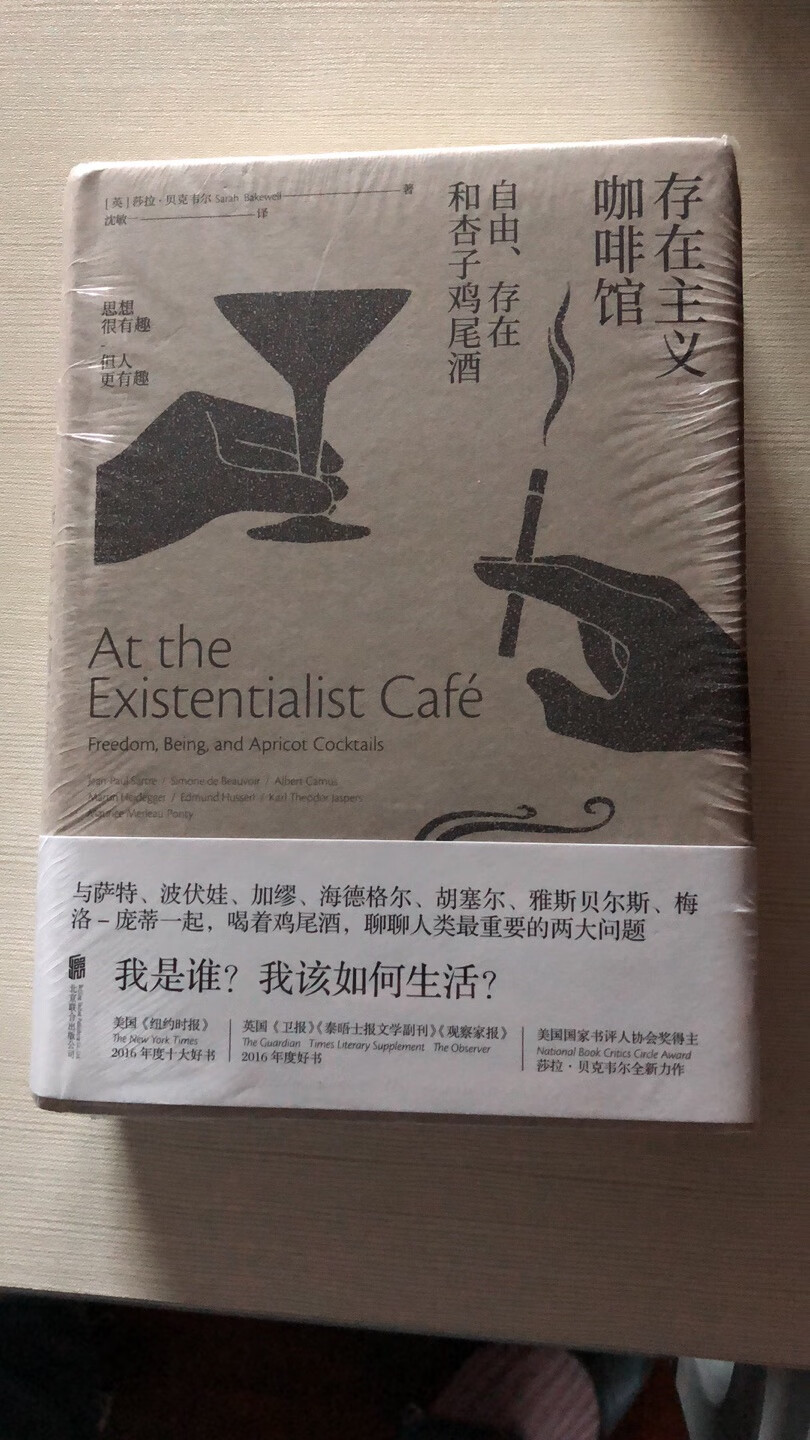 存在主义
咖啡馆
自由、存在
和杏子鸡尾酒
[英]莎拉·贝克韦尔 Sarah Bakewell 著
沈敏 译
思想
很有趣
-
但人
更有趣
At the
Existentialist Café
Freedom, Being, and Apricot Cocktails
Jean-Paul Sartre / Simone de Beauvoir / Albert Camus
Martin Heidegger / Edmund Husserl / Karl Theodor Jaspers
Maurice Merleau Ponty
与萨特、波伏娃、加缪、海德格尔、胡塞尔、雅斯贝尔斯、梅
洛－庞蒂一起，喝着鸡尾酒，聊聊人类最重要的两大问题
我是谁？我该如何生活？
北京联合出版公司
美国《纽约时报》
The New York Times
2016 年度十大好书
英国《卫报》《泰晤士报文学副刊》《观察家报》
The Guardian Times Literary Supplement The Observer
2016 年度好书
美国国家书评人协会奖得主
National Book Critics Circle Award
莎拉·贝克韦尔全新力作